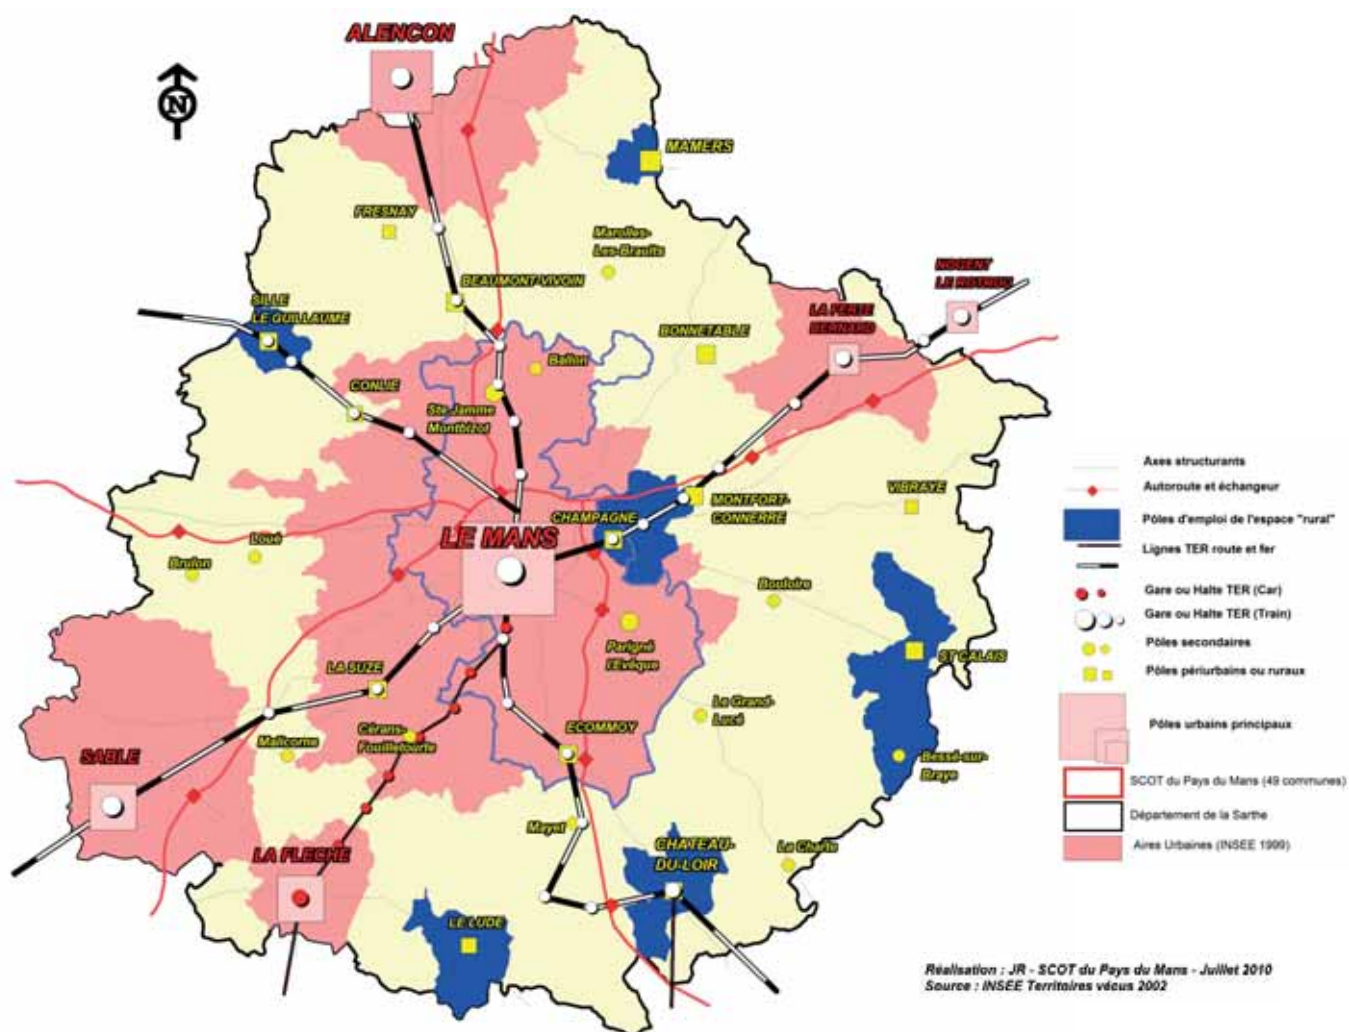 ALENCON
N
MAMERS
FRESNAY
Marolles-
Les-Braults
NOGENT
LE ROTROU
BEAUMONT-VIVOIN
SILLE
LE GUILLAUME
LA FERTE
BERNARD
BONNETABLE
Ballon
CONLIE
Ste-Jamme
Montbizot
VIBRAYE
MONTFORT-
CONNERRE
CHAMPAGNE
LE MANS
Loué
Brulon
Bouloire
Parigné
l'Evêque
ST CALAIS
LA SUZE
Le Grand-
Lucé
Cérans-
Fouilletourte
ECOMMOY
Malicorne
SABLE
Bessé-sur-
Braye
Mayet
CHATEAU-
DU-LOIR
La Chatre
LA FLECHE
LE LUDE
Axes structurants
Autoroute et échangeur
Pôles d'emploi de l'espace "rural"
Lignes TER route et fer
Gare ou Halte TER (Car)
Gare ou Halte TER (Train)
Pôles secondaires
Pôles périurbains ou ruraux
Pôles urbains principaux
SCOT du Pays du Mans (49 communes)
Département de la Sarthe
Aires Urbaines (INSEE 1999)
Réalisation : JR - SCOT du Pays du Mans - Juillet 2010
Source : INSEE Territoires vécus 2002